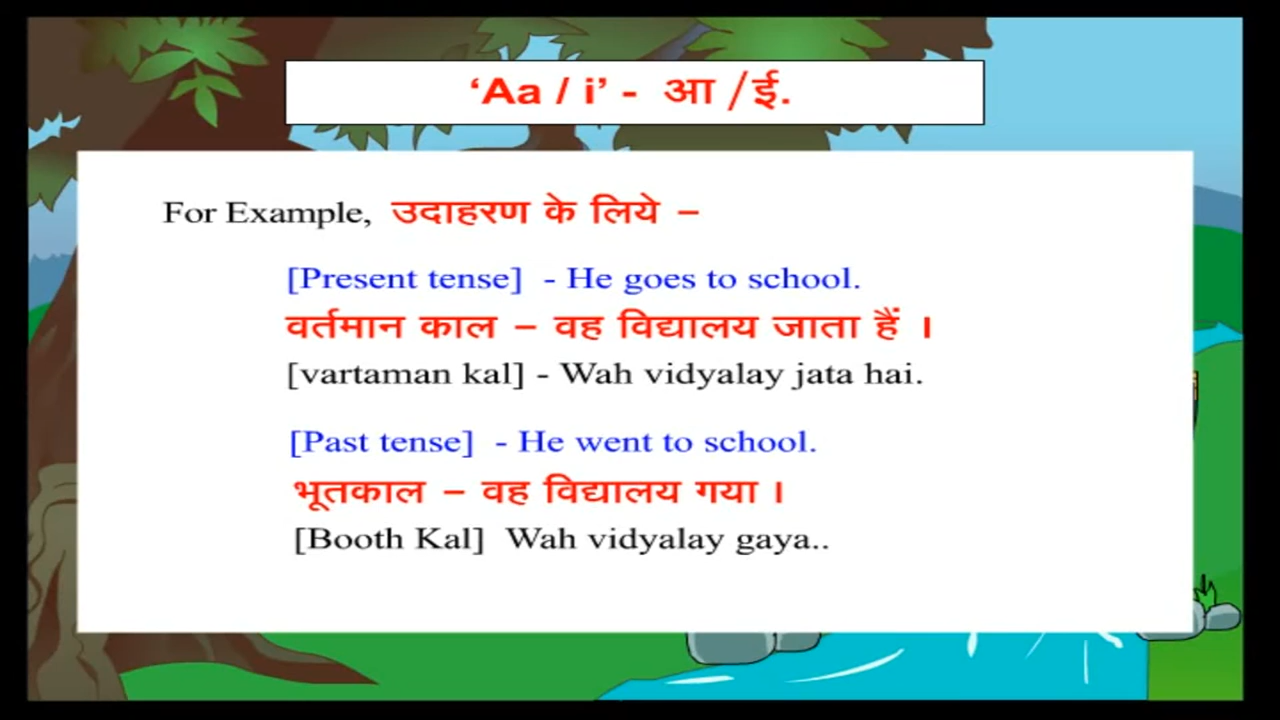 ‘Aa / i’ - आ /ई.
For Example, उदाहरण के लिये –
[Present tense] - He goes to school.
वर्तमान काल – वह विद्यालय जाता हैं ।
[vartaman kal] - Wah vidyalay jata hai.
[Past tense] - He went to school.
भूतकाल – वह विद्यालय गया ।
[Booth Kal] Wah vidyalay gaya..